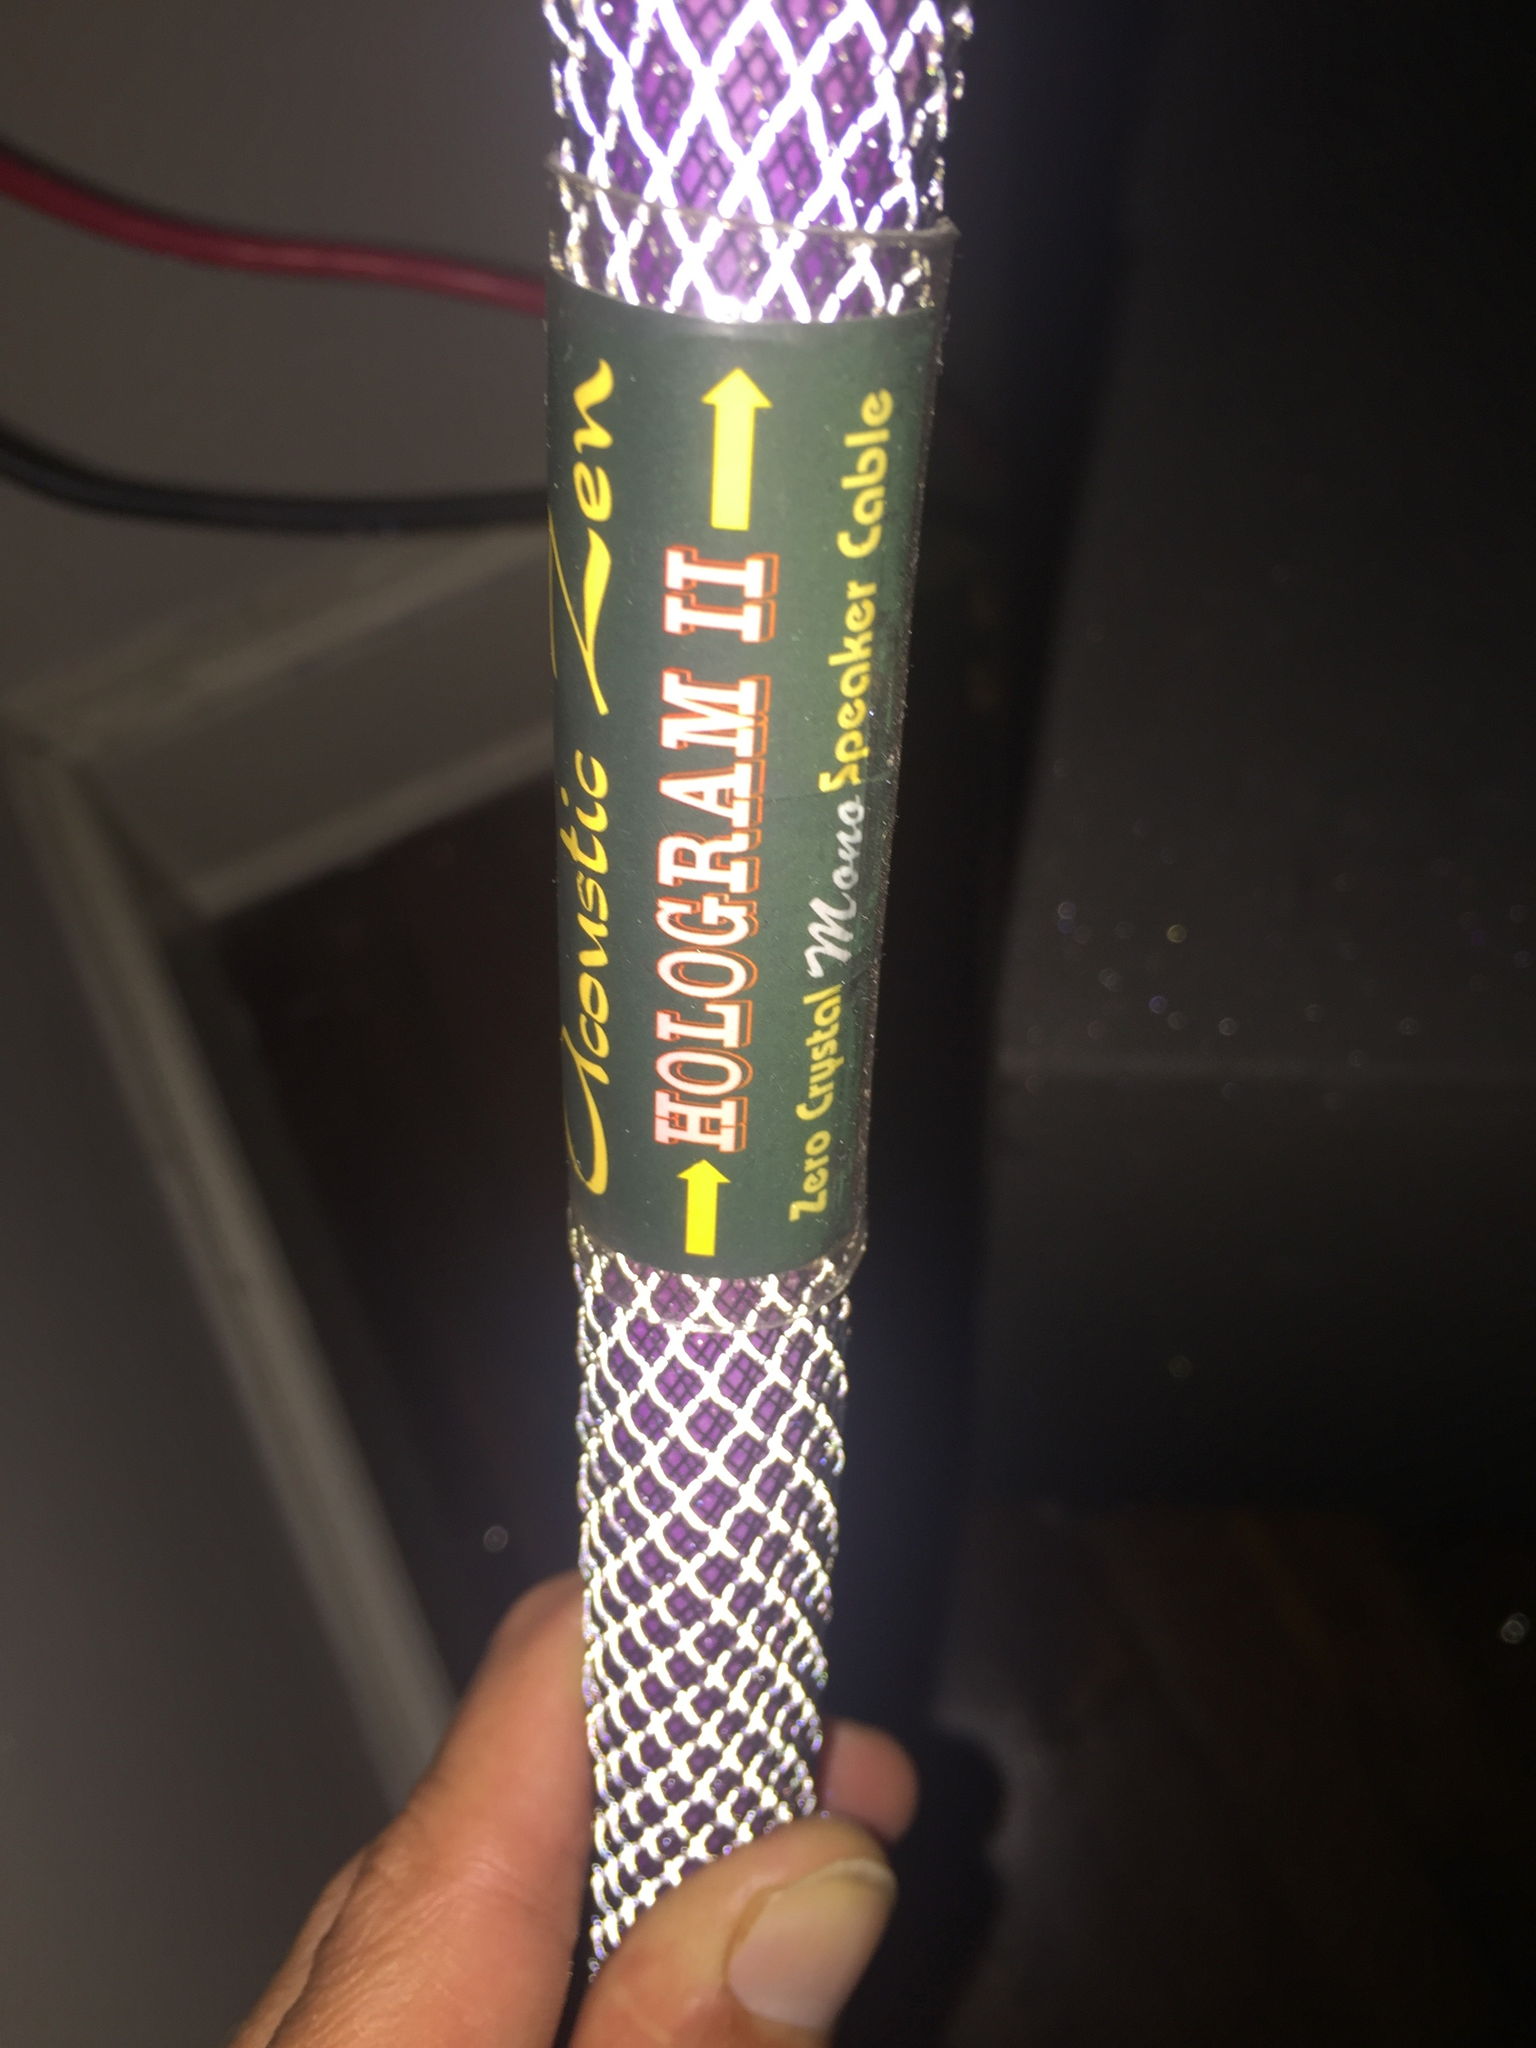 Acoustic Zen
HOLOGRAM II
Zero Crystal Mono Speaker Cable